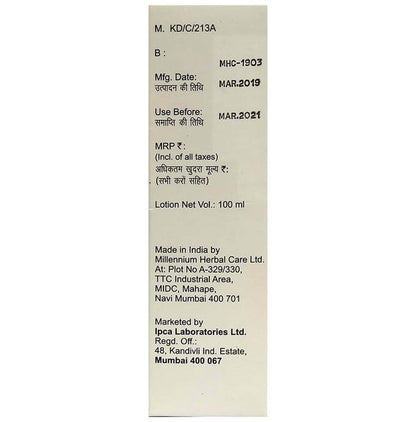 M. KD/C/213A
B : MHC-1903
Mfg. Date: MAR.2019
उत्पादन की तिथि
Use Before: MAR.2021
समाप्ति की तिथि
MRP ₹:
(Incl. of all taxes)
अधिकतम खुदरा मूल्य ₹:
(सभी करों सहित)
Lotion Net Vol.: 100 ml
Made in India by
Millennium Herbal Care Ltd.
At: Plot No A-329/330,
TTC Industrial Area,
MIDC, Mahape,
Navi Mumbai 400 701
Marketed by
Ipca Laboratories Ltd.
Regd. Off.:
48, Kandivli Ind. Estate,
Mumbai 400 067